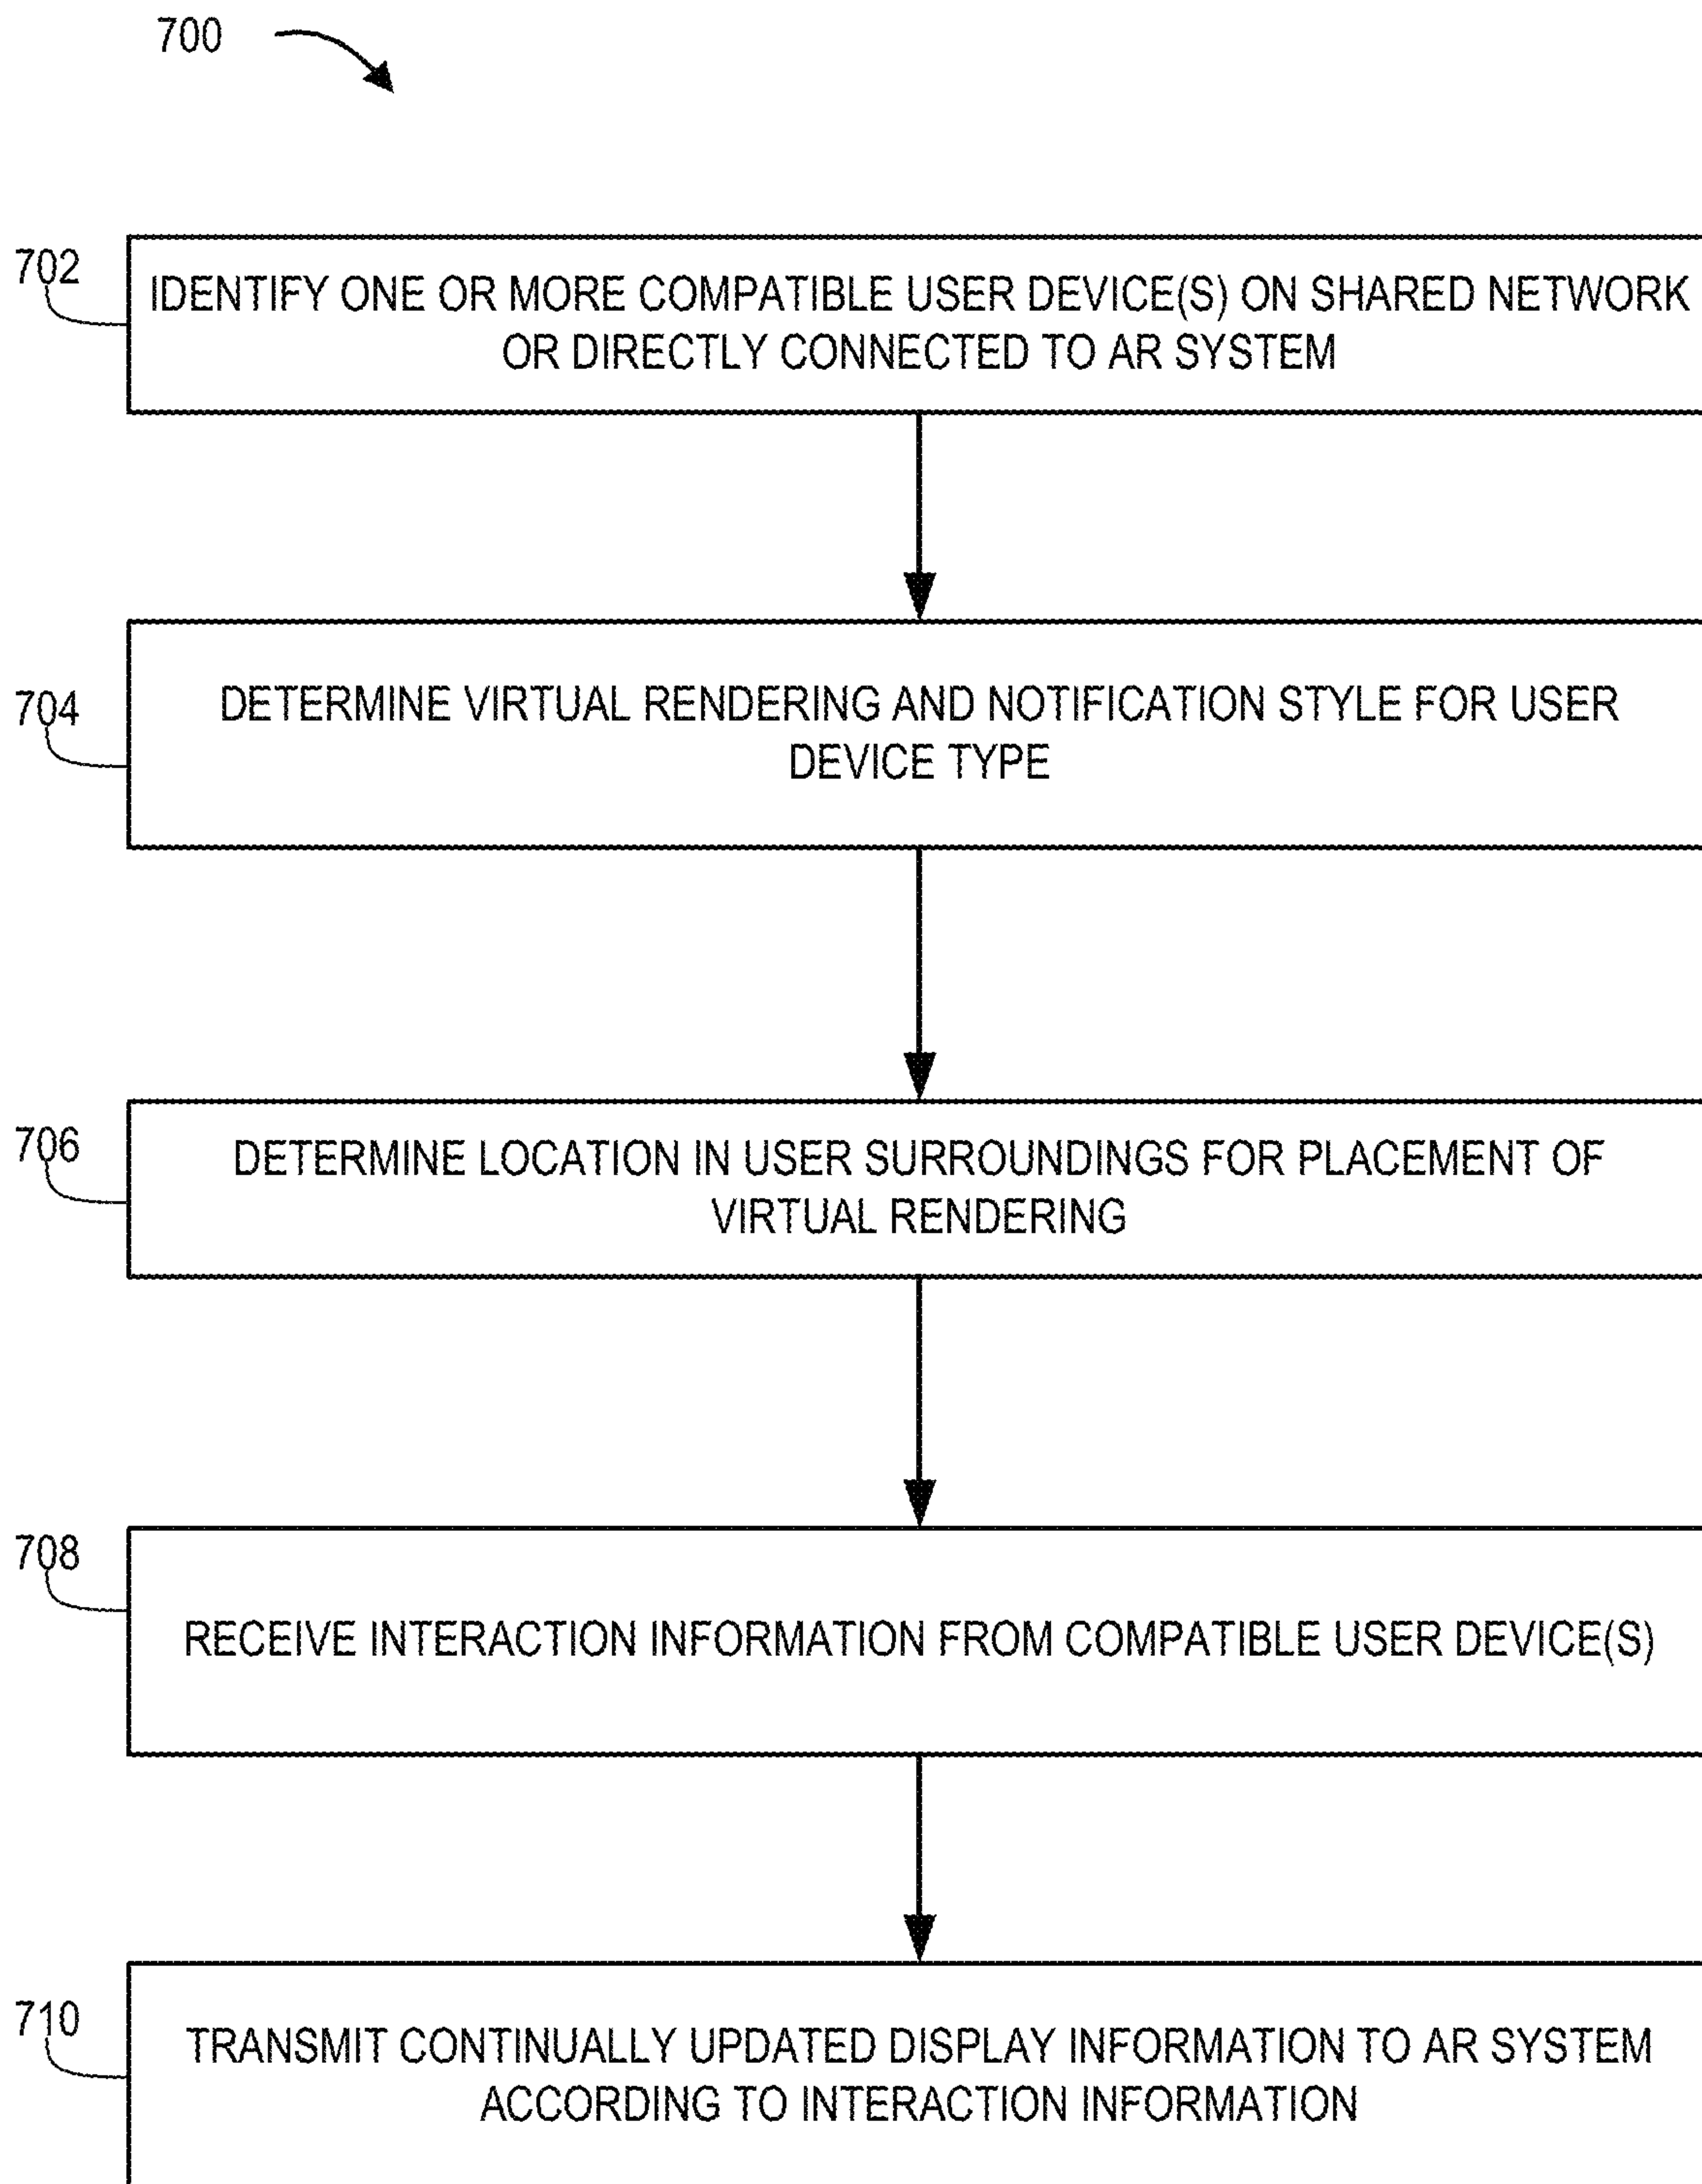 700
702
IDENTIFY ONE OR MORE COMPATIBLE USER DEVICE(S) ON SHARED NETWORK
OR DIRECTLY CONNECTED TO AR SYSTEM
704
DETERMINE VIRTUAL RENDERING AND NOTIFICATION STYLE FOR USER
DEVICE TYPE
706
DETERMINE LOCATION IN USER SURROUNDINGS FOR PLACEMENT OF
VIRTUAL RENDERING
708
RECEIVE INTERACTION INFORMATION FROM COMPATIBLE USER DEVICE(S)
710
TRANSMIT CONTINUALLY UPDATED DISPLAY INFORMATION TO AR SYSTEM
ACCORDING TO INTERACTION INFORMATION